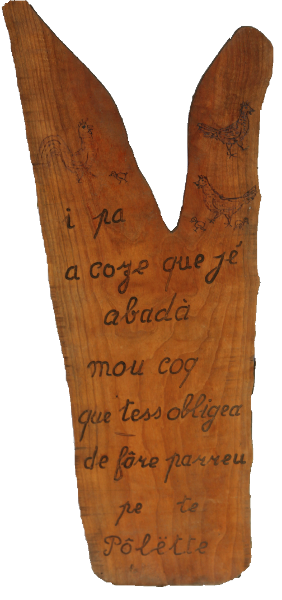 i pa
a coze que jé
abadà
mou coq
que tess obligea
de fâre parreu
pe te
Pôlëtte